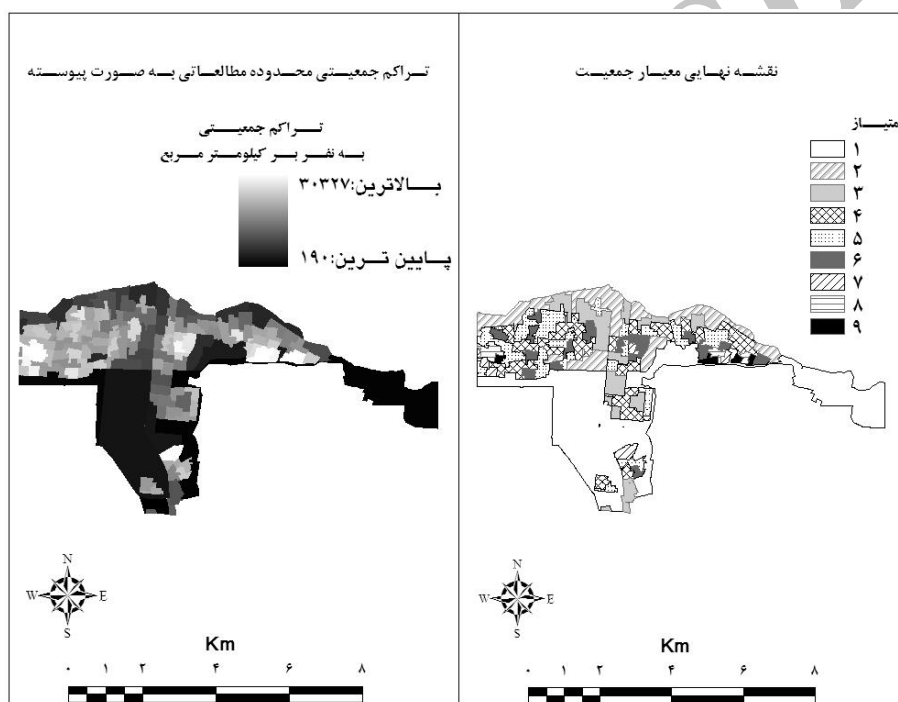 تراکم جمعیتی محدوده مطالعاتی به صورت پیوسته
تراکم جمعیتی
به نفر بر کیلومتر مربع
بالاترین:۳۰۳۲۷
پایین ترین:۱۹۰
N
W E
S
Km
۰ ۱ ۲ ۴ ۶ ۸
نقشه نهایی معیار جمعیت
متیاز
۱
۲
۳
۴
۵
۶
۷
۸
۹
N
W E
S
Km
۰ ۱ ۲ ۴ ۶ ۸